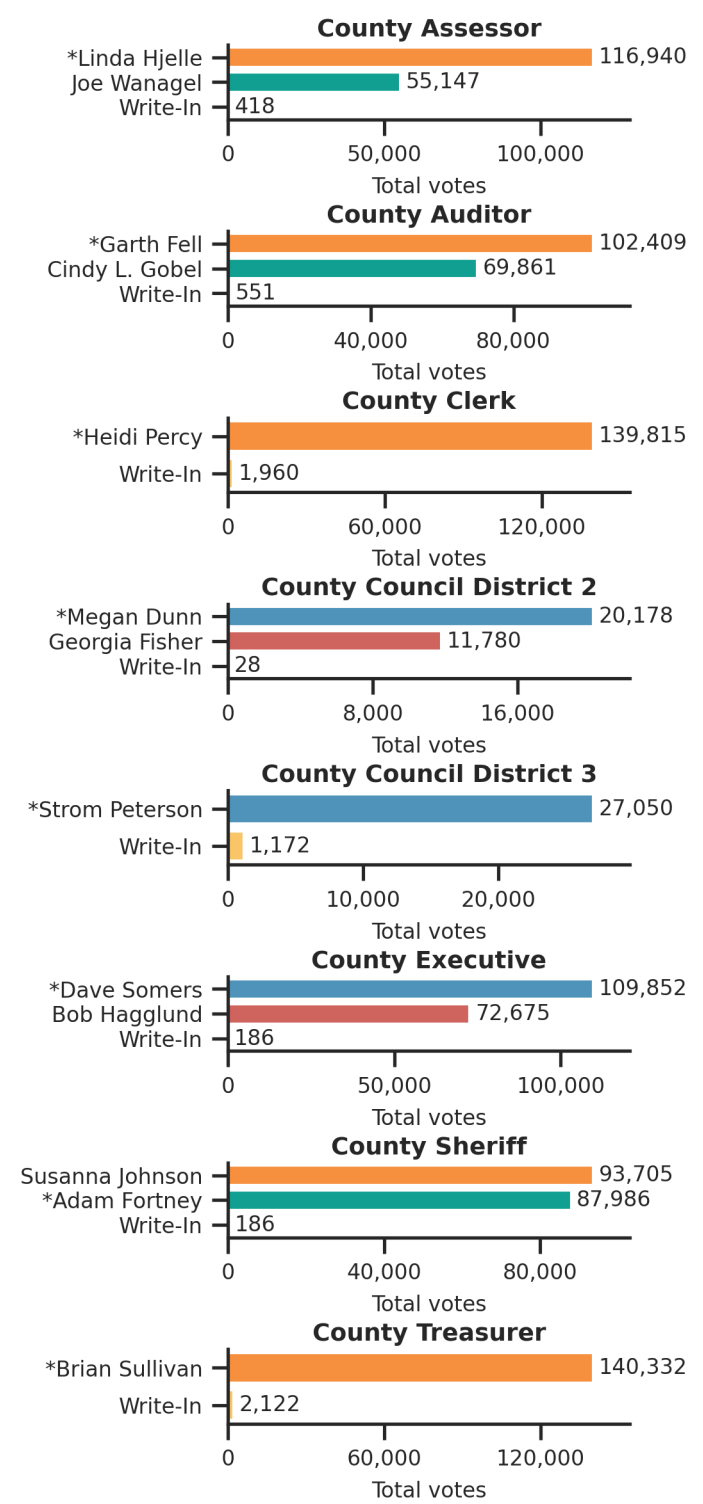 County Assessor
*Linda Hjelle 116,940
Joe Wanagel 55,147
Write-In 418
0 50,000 100,000
Total votes
County Auditor
*Garth Fell 102,409
Cindy L. Gobel 69,861
Write-In 551
0 40,000 80,000
Total votes
County Clerk
*Heidi Percy 139,815
Write-In 1,960
0 60,000 120,000
Total votes
County Council District 2
*Megan Dunn 20,178
Georgia Fisher 11,780
Write-In 28
0 8,000 16,000
Total votes
County Council District 3
*Strom Peterson 27,050
Write-In 1,172
0 10,000 20,000
Total votes
County Executive
*Dave Somers 109,852
Bob Hagglund 72,675
Write-In 186
0 50,000 100,000
Total votes
County Sheriff
Susanna Johnson 93,705
*Adam Fortney 87,986
Write-In 186
0 40,000 80,000
Total votes
County Treasurer
*Brian Sullivan 140,332
Write-In 2,122
0 60,000 120,000
Total votes